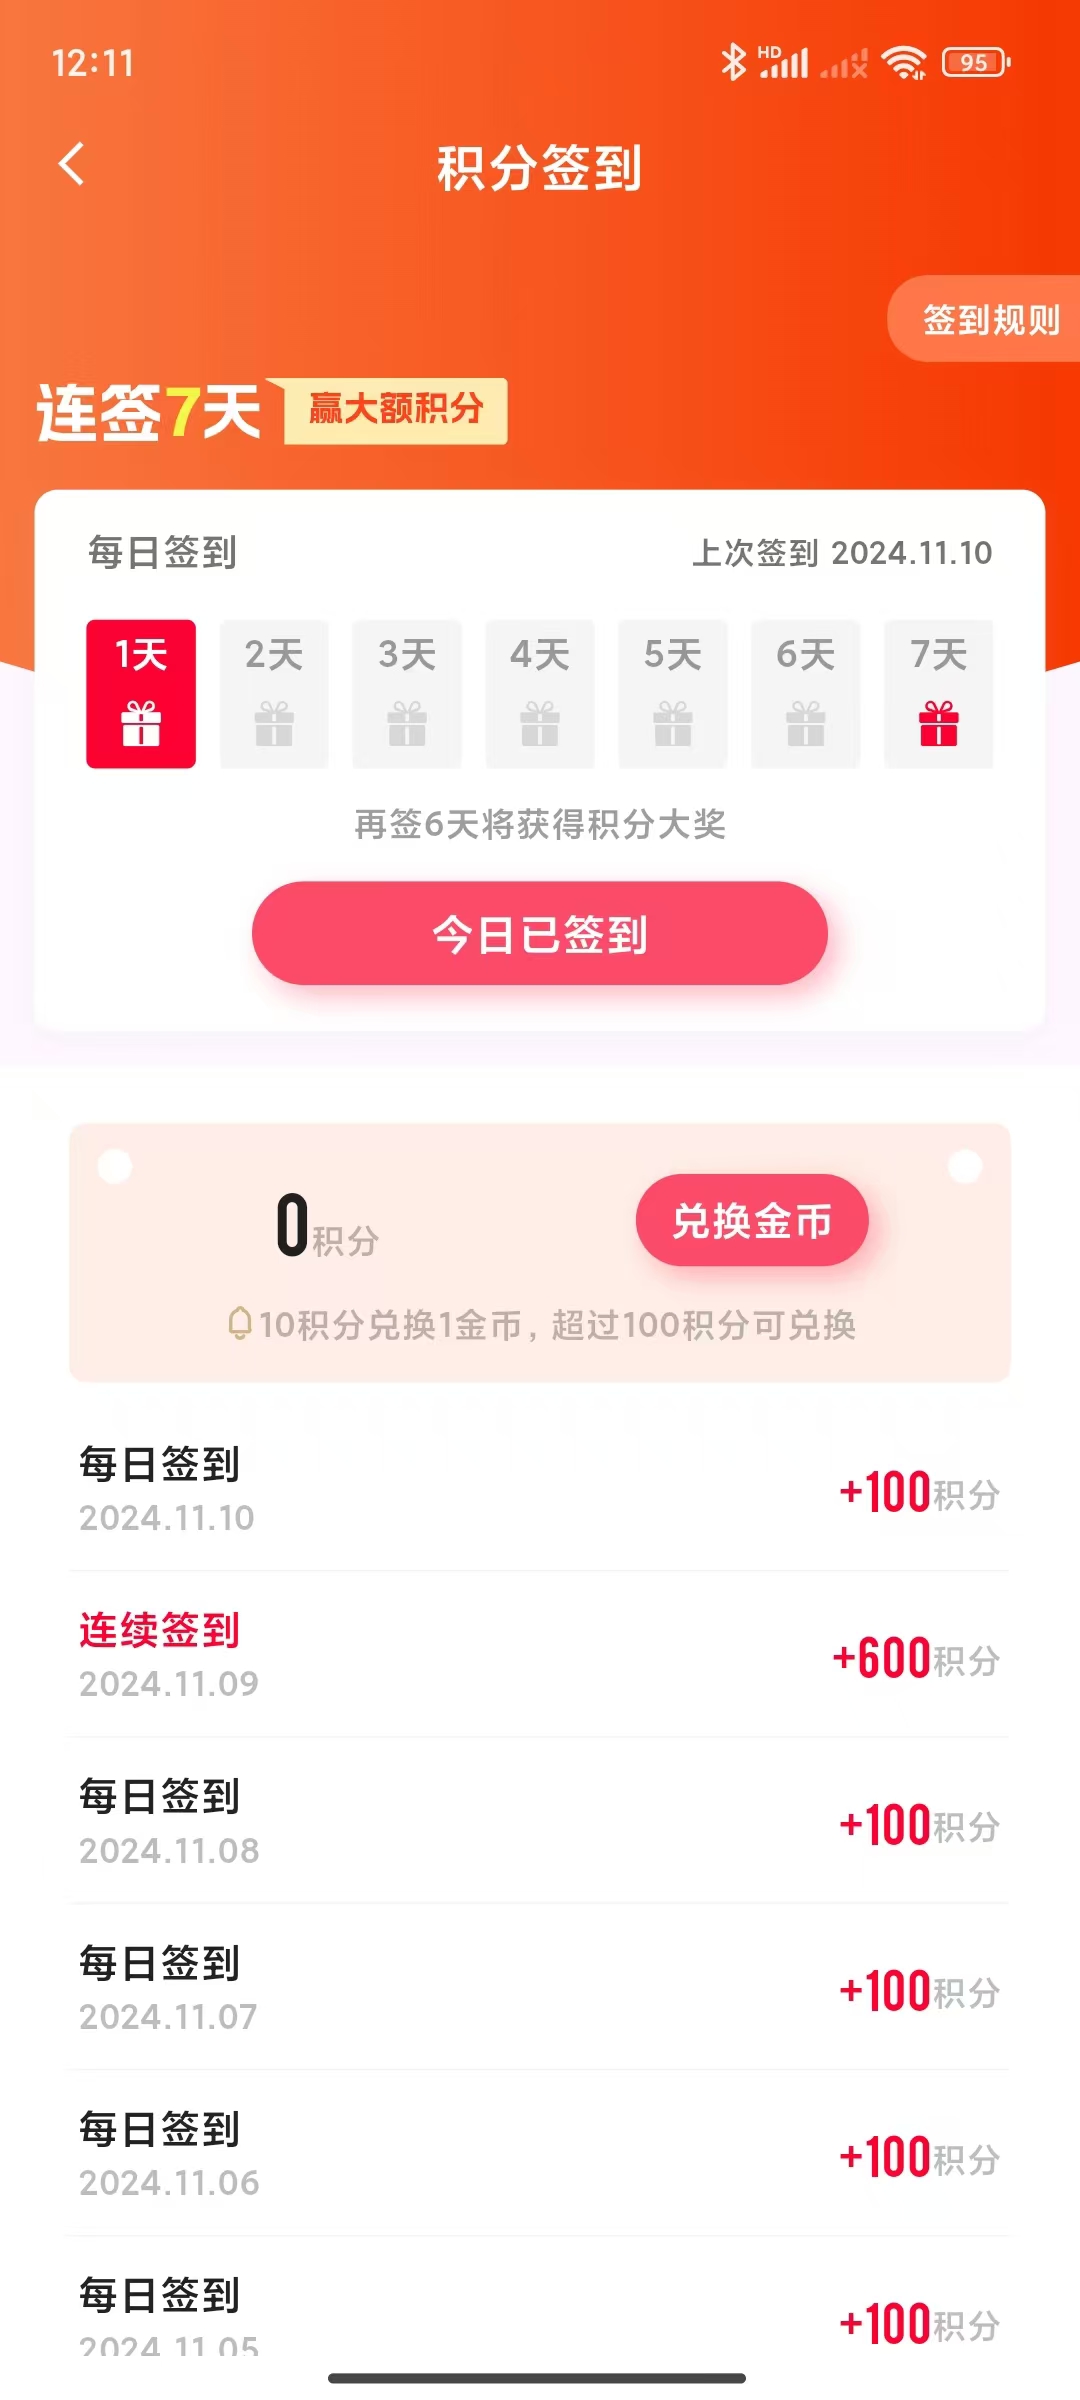 12:11
HD
95
积分签到
签到规则
连签7天
赢大额积分
每日签到
上次签到 2024.11.10
1天
2天
3天
4天
5天
6天
7天
再签6天将获得积分大奖
今日已签到
0积分
兑换金币
10积分兑换1金币，超过100积分可兑换
每日签到
2024.11.10
+100积分
连续签到
2024.11.09
+600积分
每日签到
2024.11.08
+100积分
每日签到
2024.11.07
+100积分
每日签到
2024.11.06
+100积分
每日签到
2024.11.05
+100积分